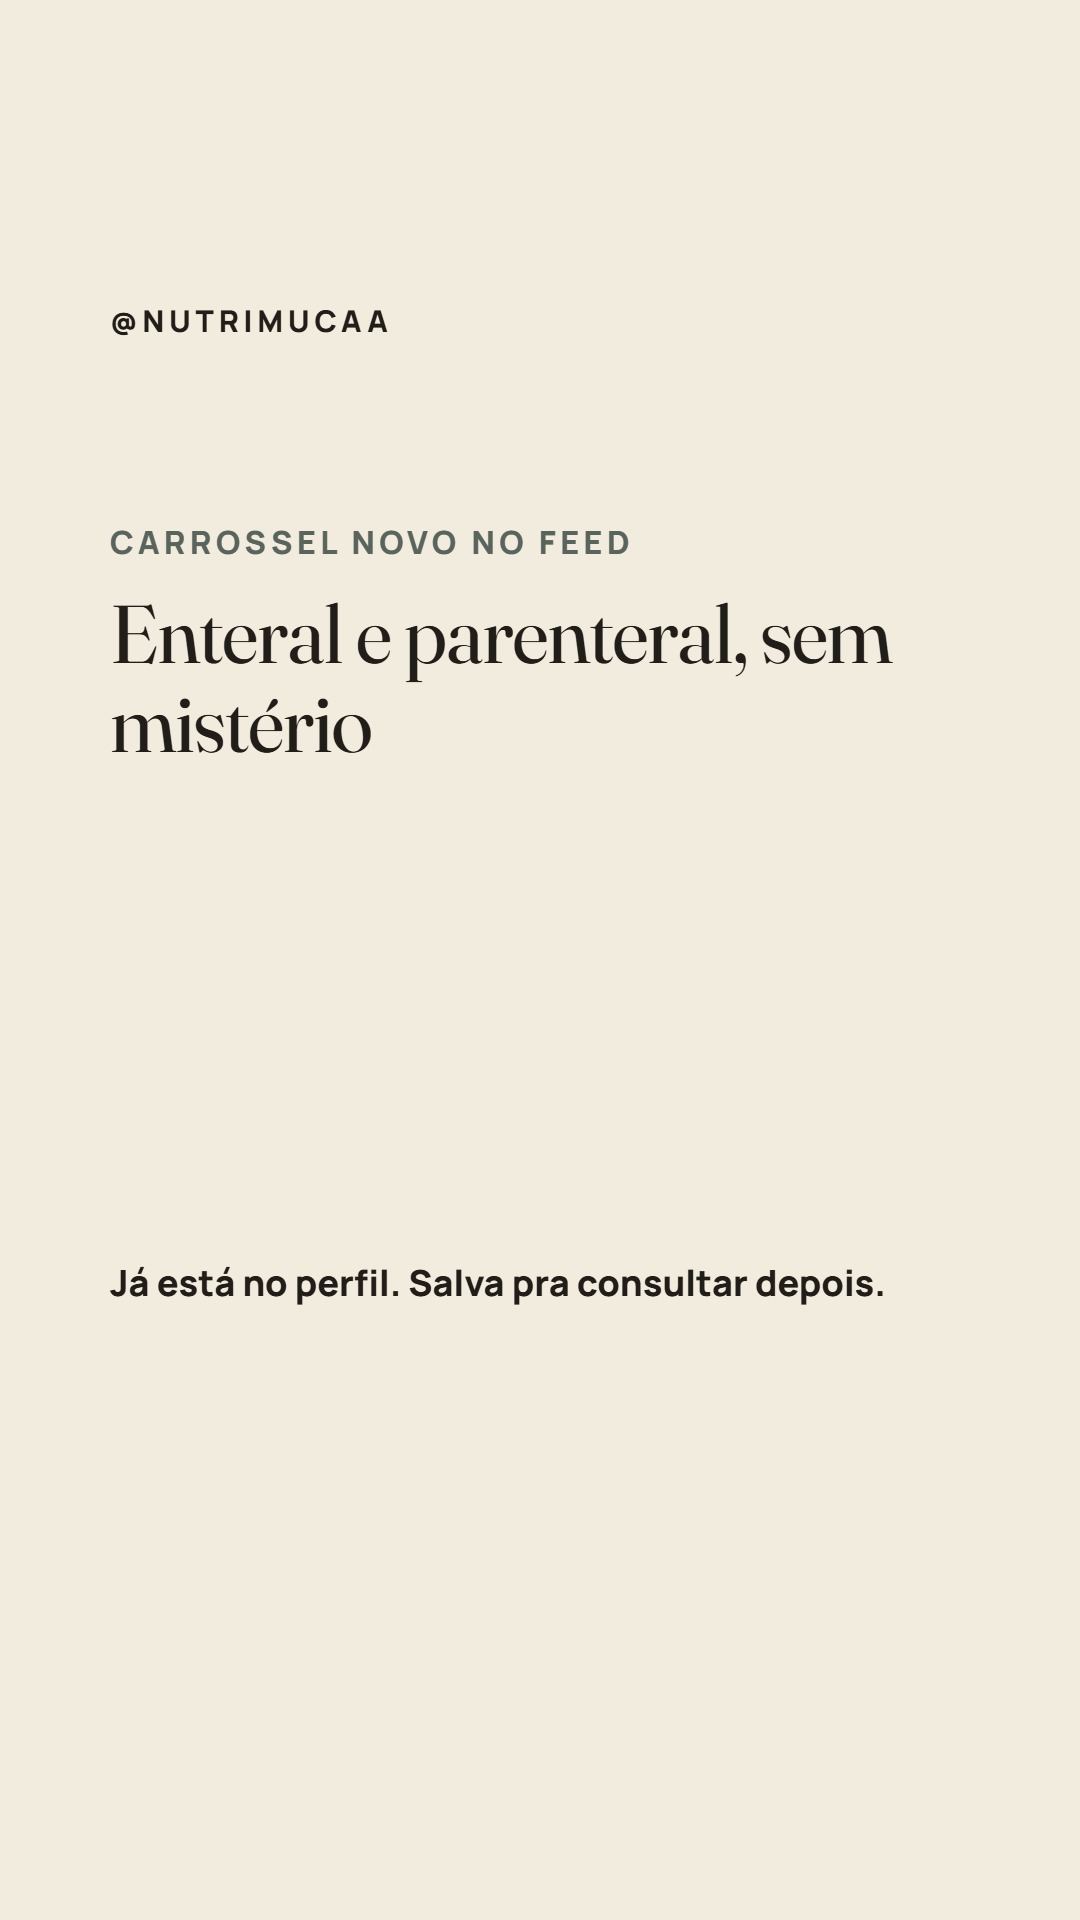 @NUTRIMUCAA
CARROSSEL NOVO NO FEED
Enteral e parenteral, sem
mistério
Já está no perfil. Salva pra consultar depois.